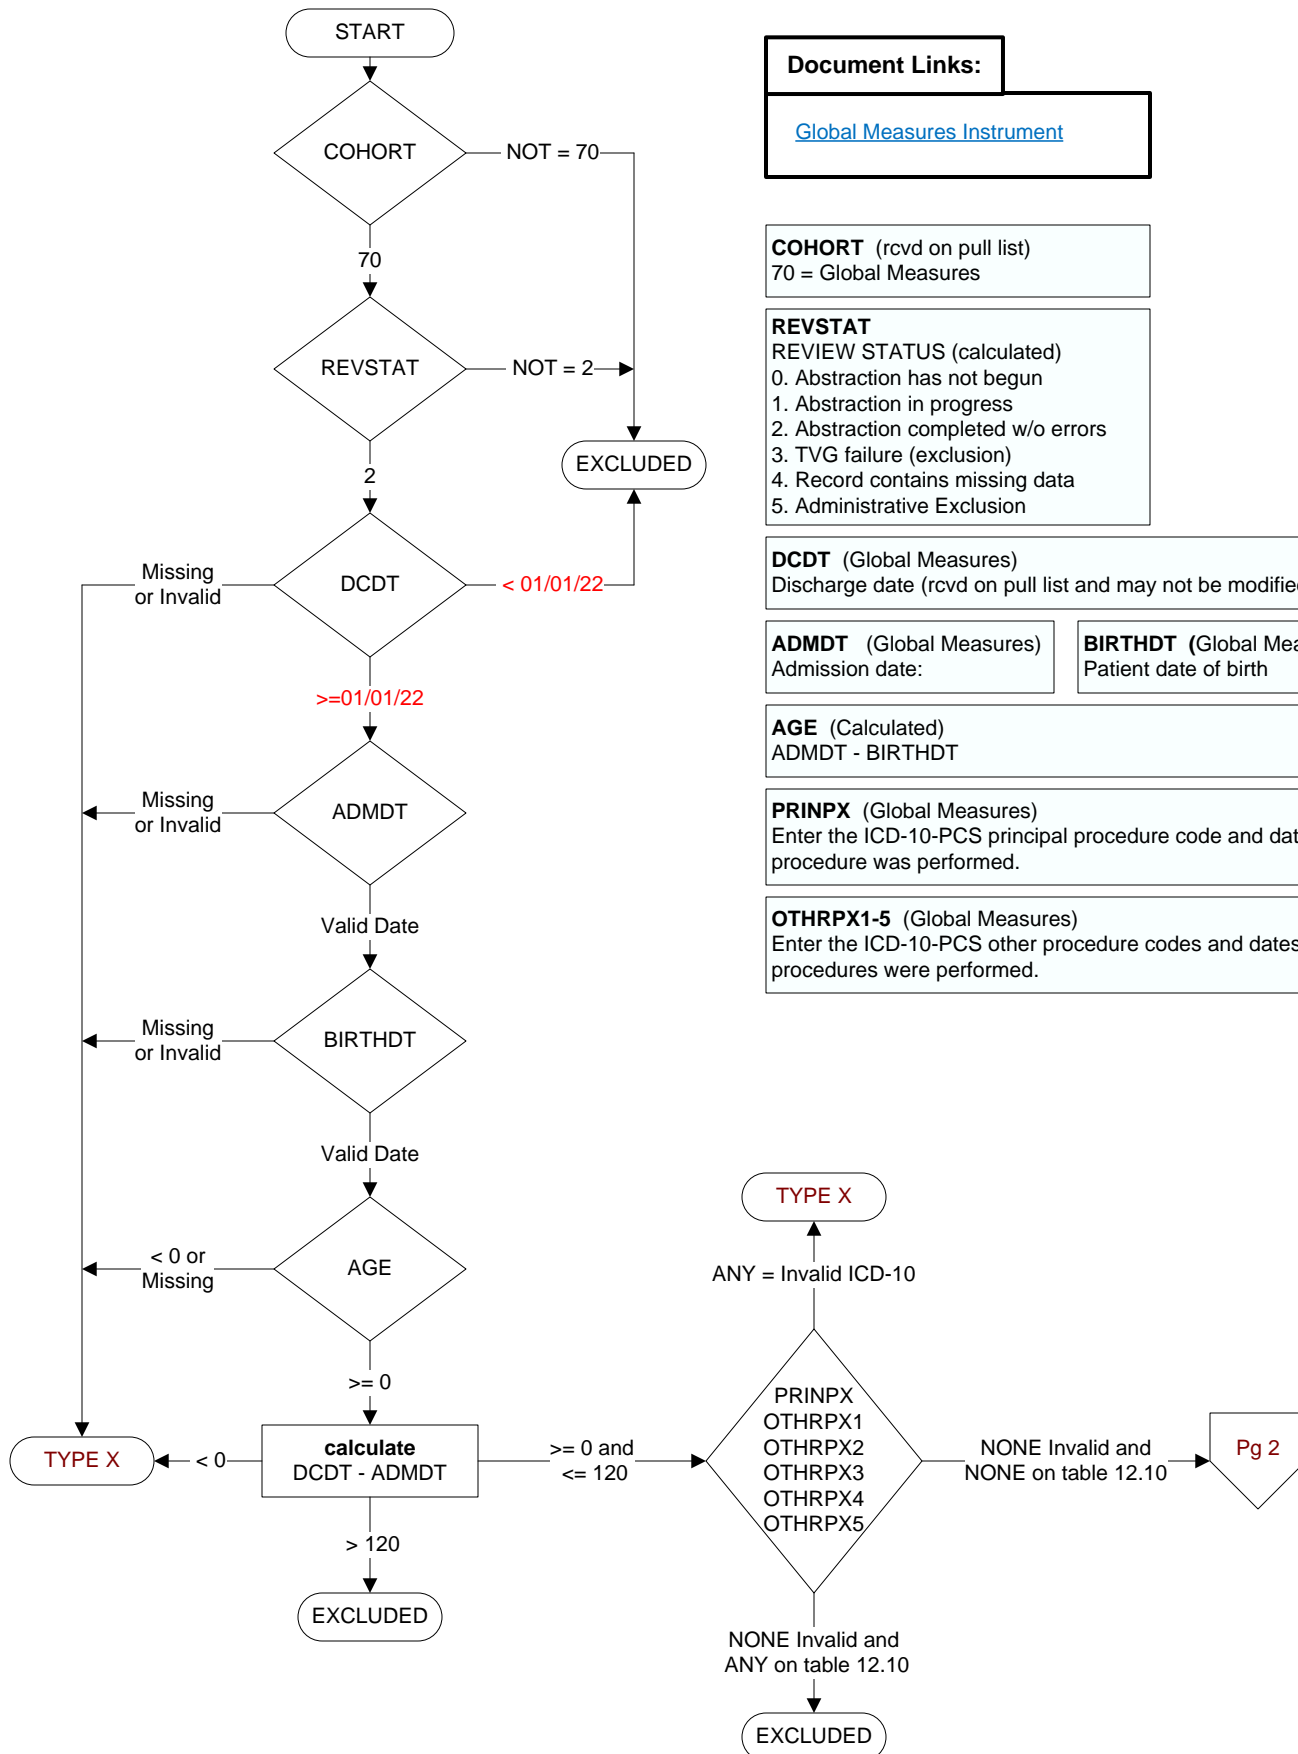 START
COHORT
NOT = 70
70
REVSTAT
NOT = 2
EXCLUDED
2
Missing
or Invalid
DCDT
< 01/01/22
>=01/01/22
Missing
or Invalid
ADMDT
Valid Date
Missing
or Invalid
BIRTHDT
Valid Date
< 0 or
Missing
AGE
>= 0
TYPE X
< 0
calculate
DCDT - ADMDT
>= 0 and
<= 120
> 120
EXCLUDED
TYPE X
ANY = Invalid ICD-10
PRINPX
OTHRPX1
OTHRPX2
OTHRPX3
OTHRPX4
OTHRPX5
NONE Invalid and
NONE on table 12.10
Pg 2
NONE Invalid and
ANY on table 12.10
EXCLUDED
Document Links:
Global Measures Instrument
COHORT (rcvd on pull list)
70 = Global Measures
REVSTAT
REVIEW STATUS (calculated)
0. Abstraction has not begun
1. Abstraction in progress
2. Abstraction completed w/o errors
3. TVG failure (exclusion)
4. Record contains missing data
5. Administrative Exclusion
DCDT (Global Measures)
Discharge date (rcvd on pull list and may not be modified
ADMDT (Global Measures)
Admission date:
BIRTHDT (Global Mea
Patient date of birth
AGE (Calculated)
ADMDT - BIRTHDT
PRINPX (Global Measures)
Enter the ICD-10-PCS principal procedure code and dat
procedure was performed.
OTHRPX1-5 (Global Measures)
Enter the ICD-10-PCS other procedure codes and dates
procedures were performed.